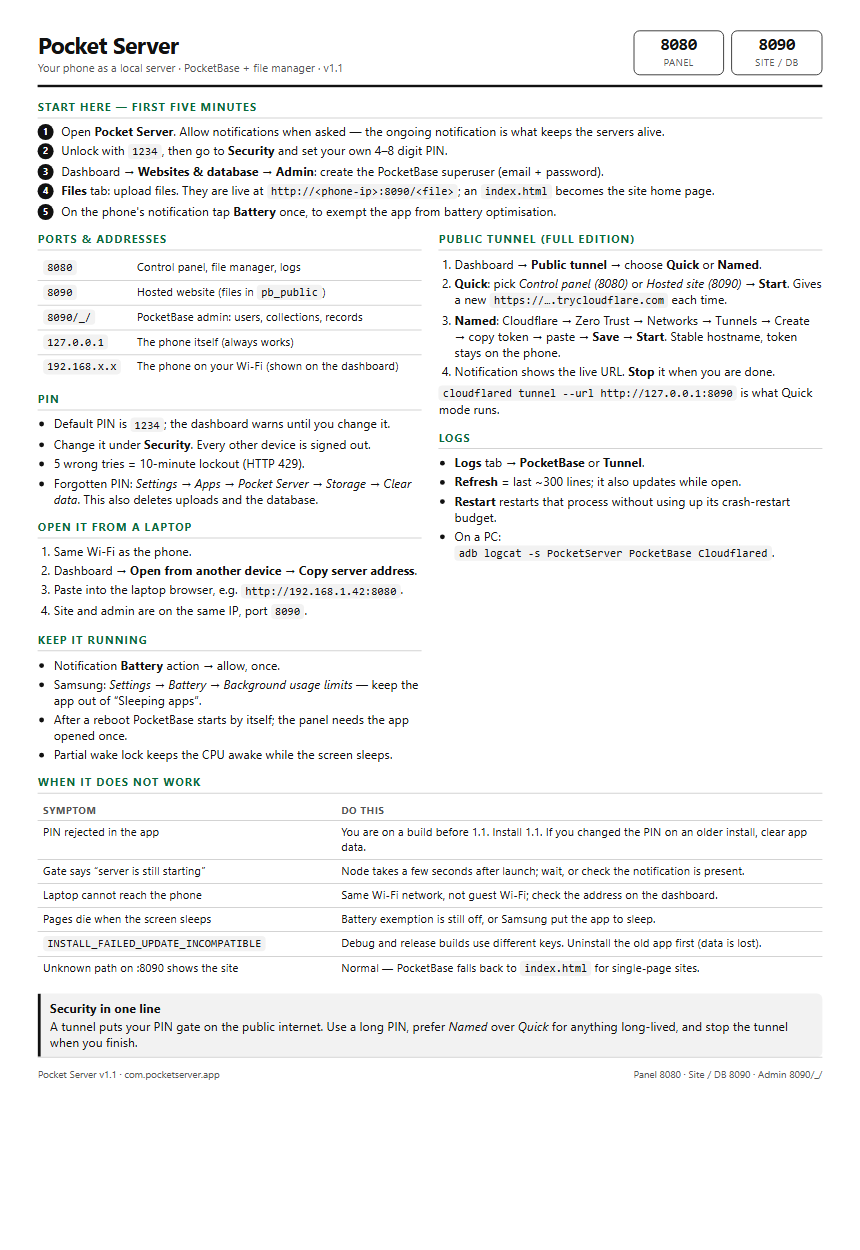 Pocket Server
Your phone as a local server · PocketBase + file manager · v1.1
8080
PANEL
8090
SITE / DB
START HERE — FIRST FIVE MINUTES
1 Open Pocket Server. Allow notifications when asked — the ongoing notification is what keeps the servers alive.
2 Unlock with 1234, then go to Security and set your own 4–8 digit PIN.
3 Dashboard → Websites & database → Admin: create the PocketBase superuser (email + password).
4 Files tab: upload files. They are live at http://<phone-ip>:8090/<file>; an index.html becomes the site home page.
5 On the phone's notification tap Battery once, to exempt the app from battery optimisation.
PORTS & ADDRESSES
8080 Control panel, file manager, logs
8090 Hosted website (files in pb_public)
8090/_/ PocketBase admin: users, collections, records
127.0.0.1 The phone itself (always works)
192.168.x.x The phone on your Wi-Fi (shown on the dashboard)
PIN
• Default PIN is 1234; the dashboard warns until you change it.
• Change it under Security. Every other device is signed out.
• 5 wrong tries = 10-minute lockout (HTTP 429).
• Forgotten PIN: Settings → Apps → Pocket Server → Storage → Clear
data. This also deletes uploads and the database.
OPEN IT FROM A LAPTOP
1. Same Wi-Fi as the phone.
2. Dashboard → Open from another device → Copy server address.
3. Paste into the laptop browser, e.g. http://192.168.1.42:8080.
4. Site and admin are on the same IP, port 8090.
KEEP IT RUNNING
• Notification Battery action → allow, once.
• Samsung: Settings → Battery → Background usage limits — keep the
app out of “Sleeping apps”.
• After a reboot PocketBase starts by itself; the panel needs the app
opened once.
• Partial wake lock keeps the CPU awake while the screen sleeps.
PUBLIC TUNNEL (FULL EDITION)
1. Dashboard → Public tunnel → choose Quick or Named.
2. Quick: pick Control panel (8080) or Hosted site (8090) → Start. Gives
a new https://….trycloudflare.com each time.
3. Named: Cloudflare → Zero Trust → Networks → Tunnels → Create
→ copy token → paste → Save → Start. Stable hostname, token
stays on the phone.
4. Notification shows the live URL. Stop it when you are done.
cloudflared tunnel --url http://127.0.0.1:8090 is what Quick
mode runs.
LOGS
• Logs tab → PocketBase or Tunnel.
• Refresh = last ~300 lines; it also updates while open.
• Restart restarts that process without using up its crash-restart
budget.
• On a PC:
adb logcat -s PocketServer PocketBase Cloudflared.
WHEN IT DOES NOT WORK
SYMPTOM DO THIS
PIN rejected in the app You are on a build before 1.1. Install 1.1. If you changed the PIN on an older install, clear app
data.
Gate says “server is still starting” Node takes a few seconds after launch; wait, or check the notification is present.
Laptop cannot reach the phone Same Wi-Fi network, not guest Wi-Fi; check the address on the dashboard.
Pages die when the screen sleeps Battery exemption is still off, or Samsung put the app to sleep.
INSTALL_FAILED_UPDATE_INCOMPATIBLE Debug and release builds use different keys. Uninstall the old app first (data is lost).
Unknown path on :8090 shows the site Normal — PocketBase falls back to index.html for single-page sites.
Security in one line
A tunnel puts your PIN gate on the public internet. Use a long PIN, prefer Named over Quick for anything long-lived, and stop the tunnel
when you finish.
Pocket Server v1.1 · com.pocketserver.app
Panel 8080 · Site / DB 8090 · Admin 8090/_/